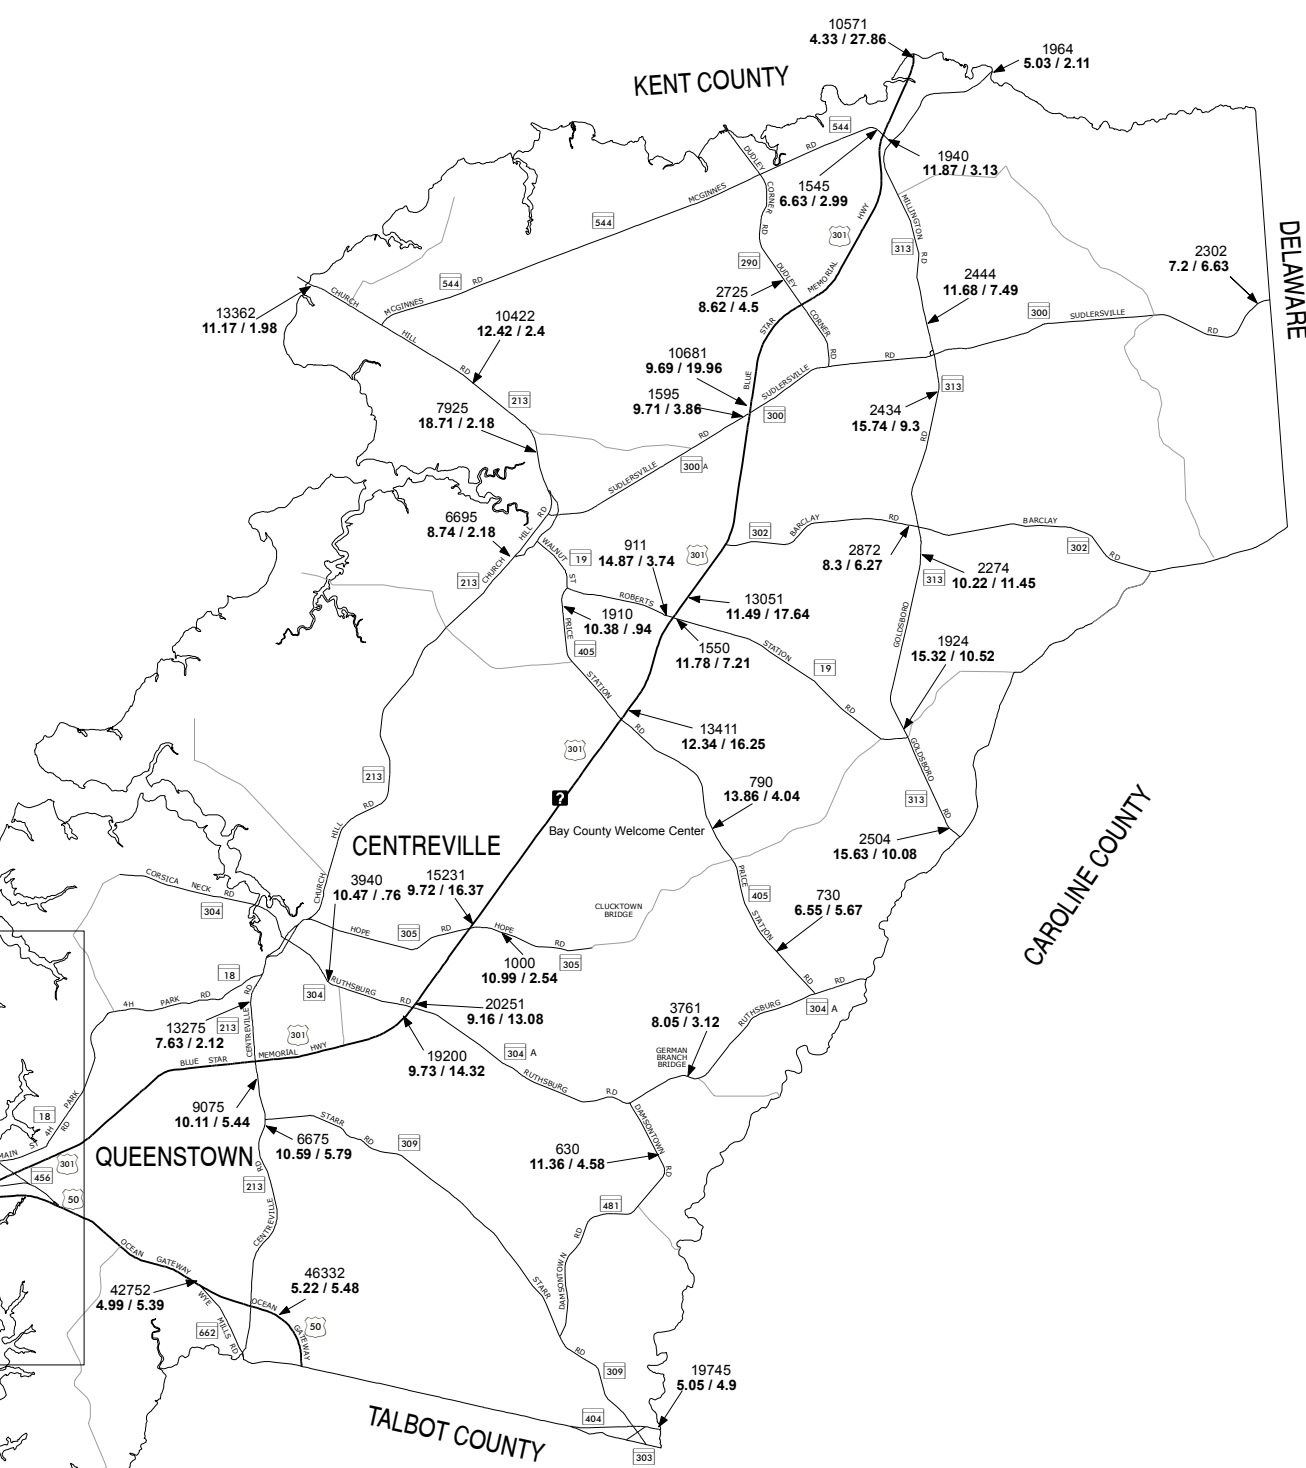 10571
4.33 / 27.86
1964
5.03 / 2.11
KENT COUNTY
544
RD
DUDLEY
1940
11.87 / 3.13
1545
6.63 / 2.99
MCGINNES
CORNER
RD
544
HWY
301
MILLINGTON
RD
313
DELAWARE
2302
7.2 / 6.63
290
DUDLEY
MEMORIAL
2444
11.68 / 7.49
544
RD
CHURCH
MCGINNES
2725
8.62 / 4.5
13362
11.17 / 1.98
10422
12.42 / 2.4
HILL
STAR
CORNER
RD
300
SUDLERSVILLE
RD
RD
10681
9.69 / 19.96
RD
BLUE
SUDLERSVILLE
1595
9.71 / 3.86
313
213
7925
18.71 / 2.18
300
2434
15.74 / 9.3
RD
RD
300 A
SUDLERSVILLE
6695
8.74 / 2.18
RD
HILL
302
BARCLAY
RD
BARCLAY
302
RD
WALNUT
ST
19
911
14.87 / 3.74
301
2872
8.3 / 6.27
CHURCH
213
2274
10.22 / 11.45
313
ROBERTS
13051
11.49 / 17.64
1910
10.38 / .94
PRICE
405
GOLDSBORO
1550
11.78 / 7.21
STATION
19
1924
15.32 / 10.52
STATION
RD
RD
13411
12.34 / 16.25
301
GOLDSBORO
213
790
13.86 / 4.04
313
RD
RD
HILL
Bay County Welcome Center
CENTREVILLE
2504
15.63 / 10.08
CAROLINE COUNTY
CORSICA
NECK
RD
304
CHURCH
3940
10.47 / .76
15231
9.72 / 16.37
PRICE
405
730
6.55 / 5.67
CLUCKTOWN
BRIDGE
HOPE
305
RD
HOPE
RD
305
STATION
1000
10.99 / 2.54
18
RD
RUTHSBURG
304
RD
RD
RD
304 A
4H
PARK
RD
20251
9.16 / 13.08
3761
8.05 / 3.12
RUTHSBURG
13275
7.63 / 2.12
213
CENTREVILLE
301
HWY
MEMORIAL
BLUE STAR
19200
9.73 / 14.32
304 A
RUTHSBURG
GERMAN
BRANCH
BRIDGE
RD
DAMSONTOWN
RD
9075
10.11 / 5.44
18
PARK
4H
RD
ST
MAIN
STARR
RD
309
6675
10.59 / 5.79
630
11.36 / 4.58
QUEENSTOWN
RD
301
456
50
213
CENTREVILLE
481
RD
DAMSONTOWN
OCEAN
GATEWAY
46332
5.22 / 5.48
42752
4.99 / 5.39
WYE
MILLS
RD
662
OCEAN
GATEWAY
50
STARR
RD
309
19745
5.05 / 4.9
404
TALBOT COUNTY
303
?